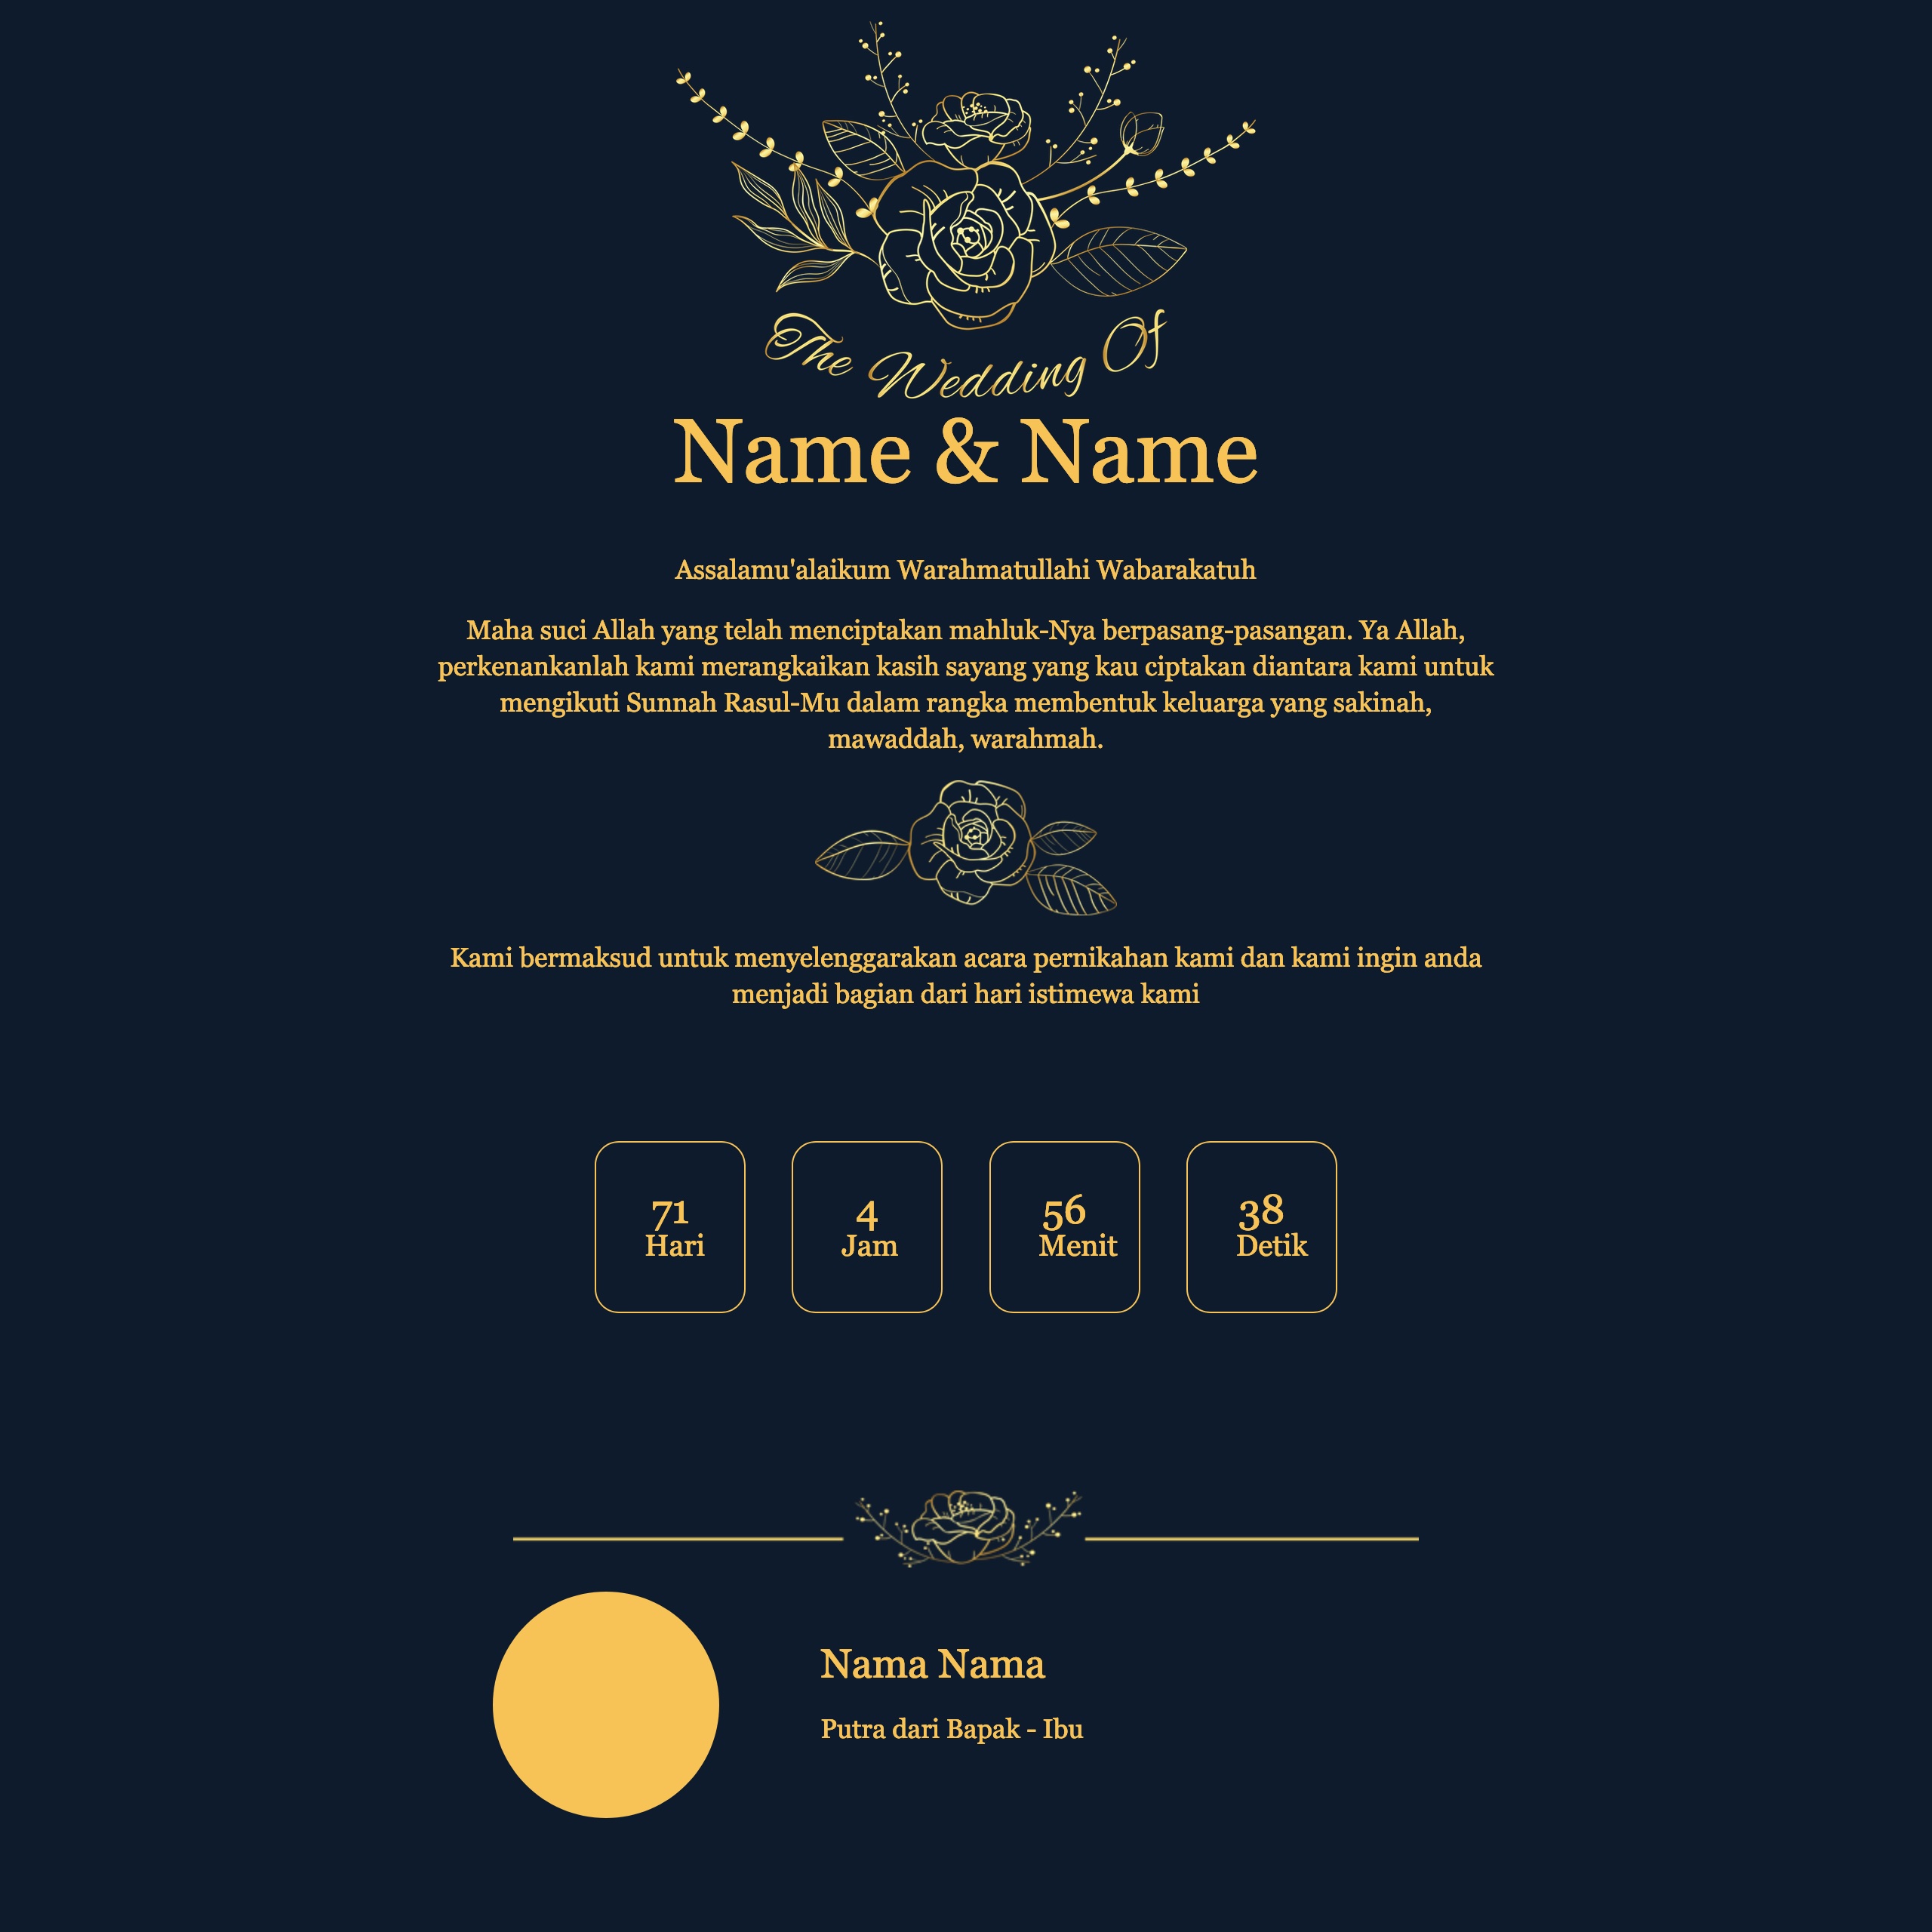 The Wedding Of
Name & Name
Assalamu'alaikum Warahmatullahi Wabarakatuh
Maha suci Allah yang telah menciptakan mahluk-Nya berpasang-pasangan. Ya Allah,
perkenankanlah kami merangkaikan kasih sayang yang kau ciptakan diantara kami untuk
mengikuti Sunnah Rasul-Mu dalam rangka membentuk keluarga yang sakinah,
mawaddah, warahmah.
Kami bermaksud untuk menyelenggarakan acara pernikahan kami dan kami ingin anda
menjadi bagian dari hari istimewa kami
71
Hari
4
Jam
56
Menit
38
Detik
Nama Nama
Putra dari Bapak - Ibu